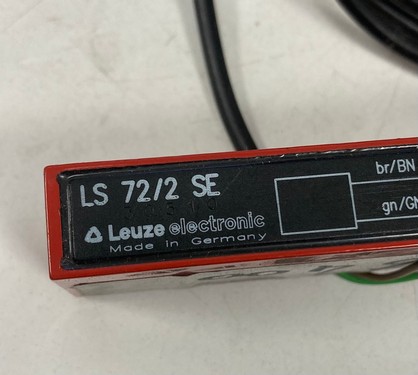 LS 72/2 SE
Leuze electronic
Made in Germany
br/BN
gn/GN